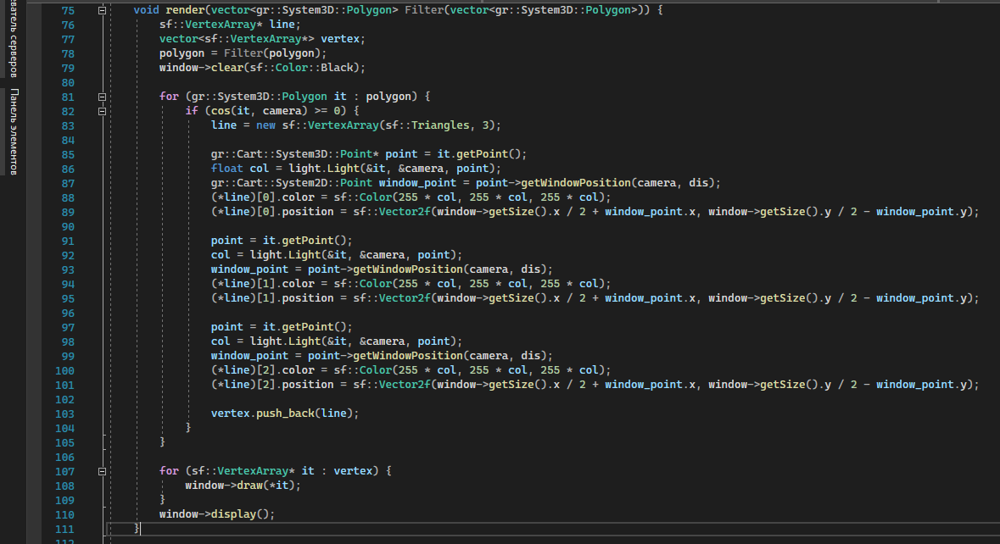 ватель серверов
Панель элементов
75 void render(vector<gr::System3D::Polygon> Filter(vector<gr::System3D::Polygon>)) {
76 sf::VertexArray* line;
77 vector<sf::VertexArray*> vertex;
78 polygon = Filter(polygon);
79 window->clear(sf::Color::Black);
80
81 for (gr::System3D::Polygon it : polygon) {
82 if (cos(it, camera) >= 0) {
83 line = new sf::VertexArray(sf::Triangles, 3);
84
85 gr::Cart::System3D::Point* point = it.getPoint();
86 float col = light.Light(&it, &camera, point);
87 gr::Cart::System2D::Point window_point = point->getWindowPosition(camera, dis);
88 (*line)[0].color = sf::Color(255 * col, 255 * col, 255 * col);
89 (*line)[0].position = sf::Vector2f(window->getSize().x / 2 + window_point.x, window->getSize().y / 2 - window_point.y);
90
91 point = it.getPoint();
92 col = light.Light(&it, &camera, point);
93 window_point = point->getWindowPosition(camera, dis);
94 (*line)[1].color = sf::Color(255 * col, 255 * col, 255 * col);
95 (*line)[1].position = sf::Vector2f(window->getSize().x / 2 + window_point.x, window->getSize().y / 2 - window_point.y);
96
97 point = it.getPoint();
98 col = light.Light(&it, &camera, point);
99 window_point = point->getWindowPosition(camera, dis);
100 (*line)[2].color = sf::Color(255 * col, 255 * col, 255 * col);
101 (*line)[2].position = sf::Vector2f(window->getSize().x / 2 + window_point.x, window->getSize().y / 2 - window_point.y);
102
103 vertex.push_back(line);
104 }
105 }
106
107 for (sf::VertexArray* it : vertex) {
108 window->draw(*it);
109 }
110 window->display();
111 }
112